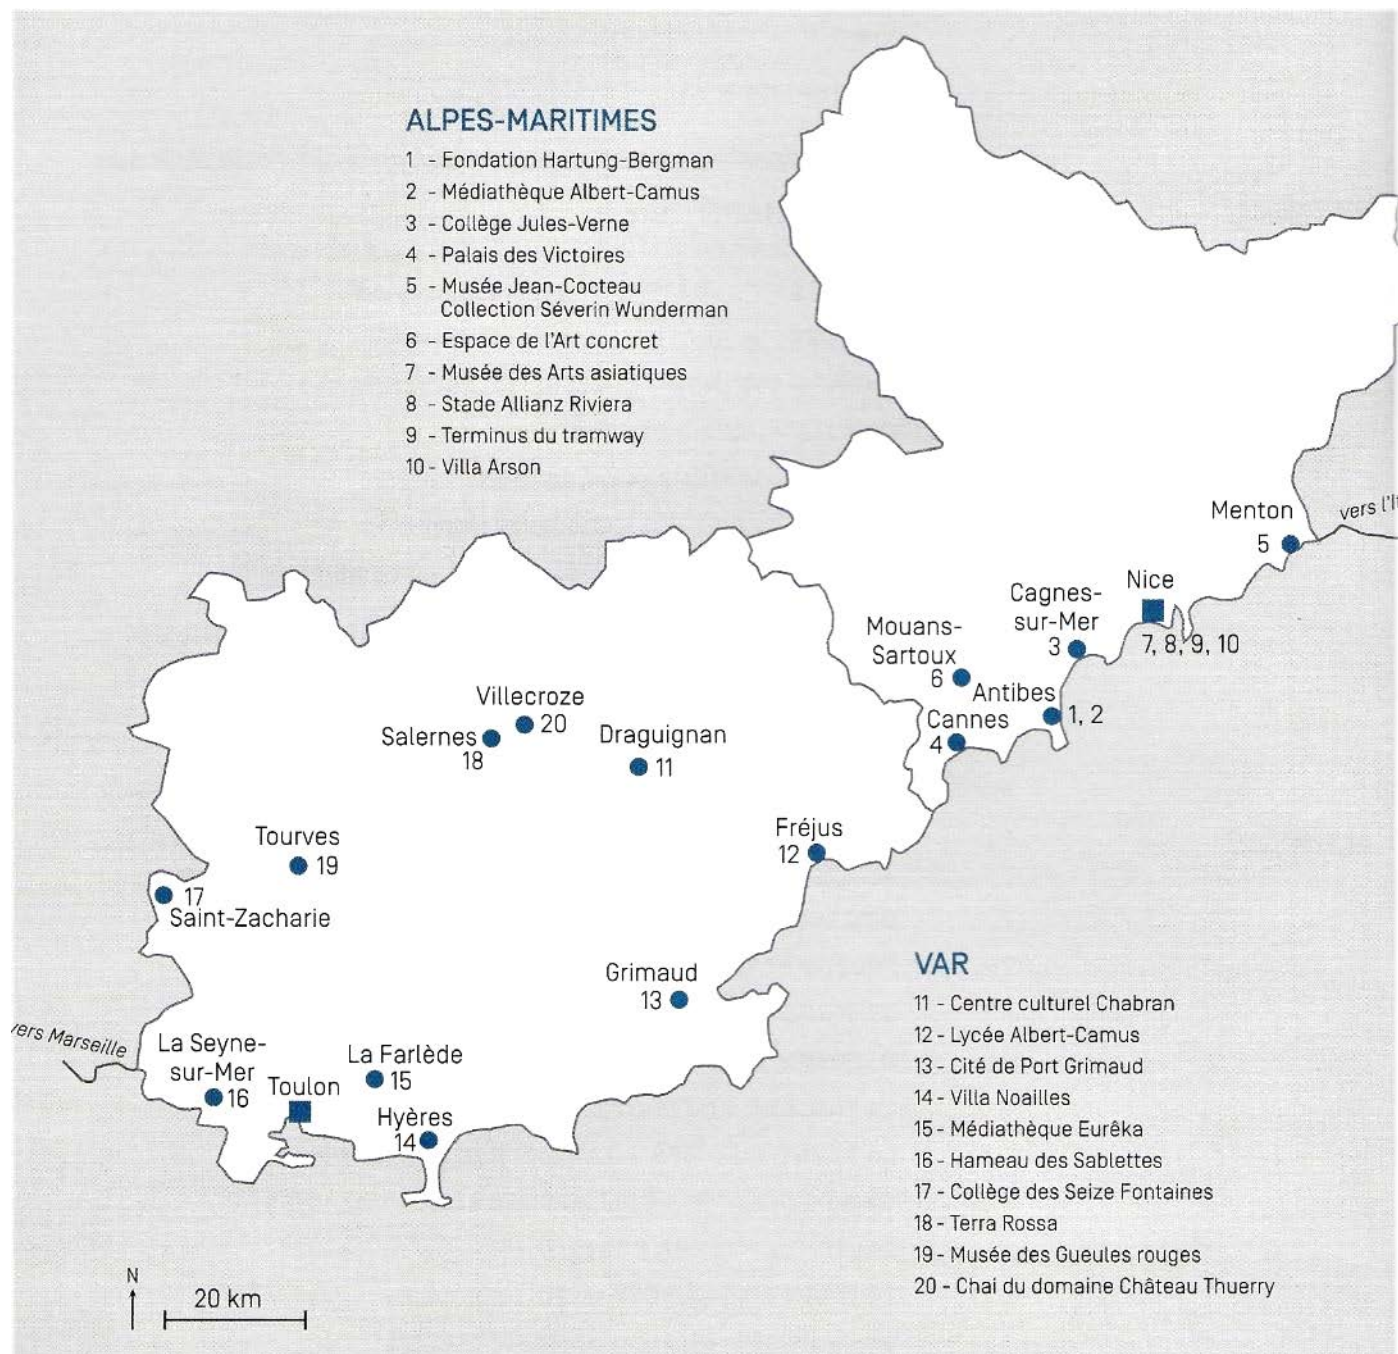 ALPES-MARITIMES
1 - Fondation Hartung-Bergman
2 - Médiathèque Albert-Camus
3 - Collège Jules-Verne
4 - Palais des Victoires
5 - Musée Jean-Cocteau
Collection Séverin Wunderman
6 - Espace de l'Art concret
7 - Musée des Arts asiatiques
8 - Stade Allianz Riviera
9 - Terminus du tramway
10 - Villa Arson
Menton
5
vers l'It
Nice
7, 8, 9, 10
Cagnes-
sur-Mer
3
Mouans-
Sartoux
6
Antibes
1, 2
Cannes
4
Villecroze
20
Salernes
18
Draguignan
11
Fréjus
12
Tourves
19
17
Saint-Zacharie
Grimaud
13
vers Marseille
La Seyne-
sur-Mer
16
Toulon
La Farlède
15
Hyères
14
VAR
11 - Centre culturel Chabran
12 - Lycée Albert-Camus
13 - Cité de Port Grimaud
14 - Villa Noailles
15 - Médiathèque Eurêka
16 - Hameau des Sablettes
17 - Collège des Seize Fontaines
18 - Terra Rossa
19 - Musée des Gueules rouges
20 - Chai du domaine Château Thuerry
N
20 km